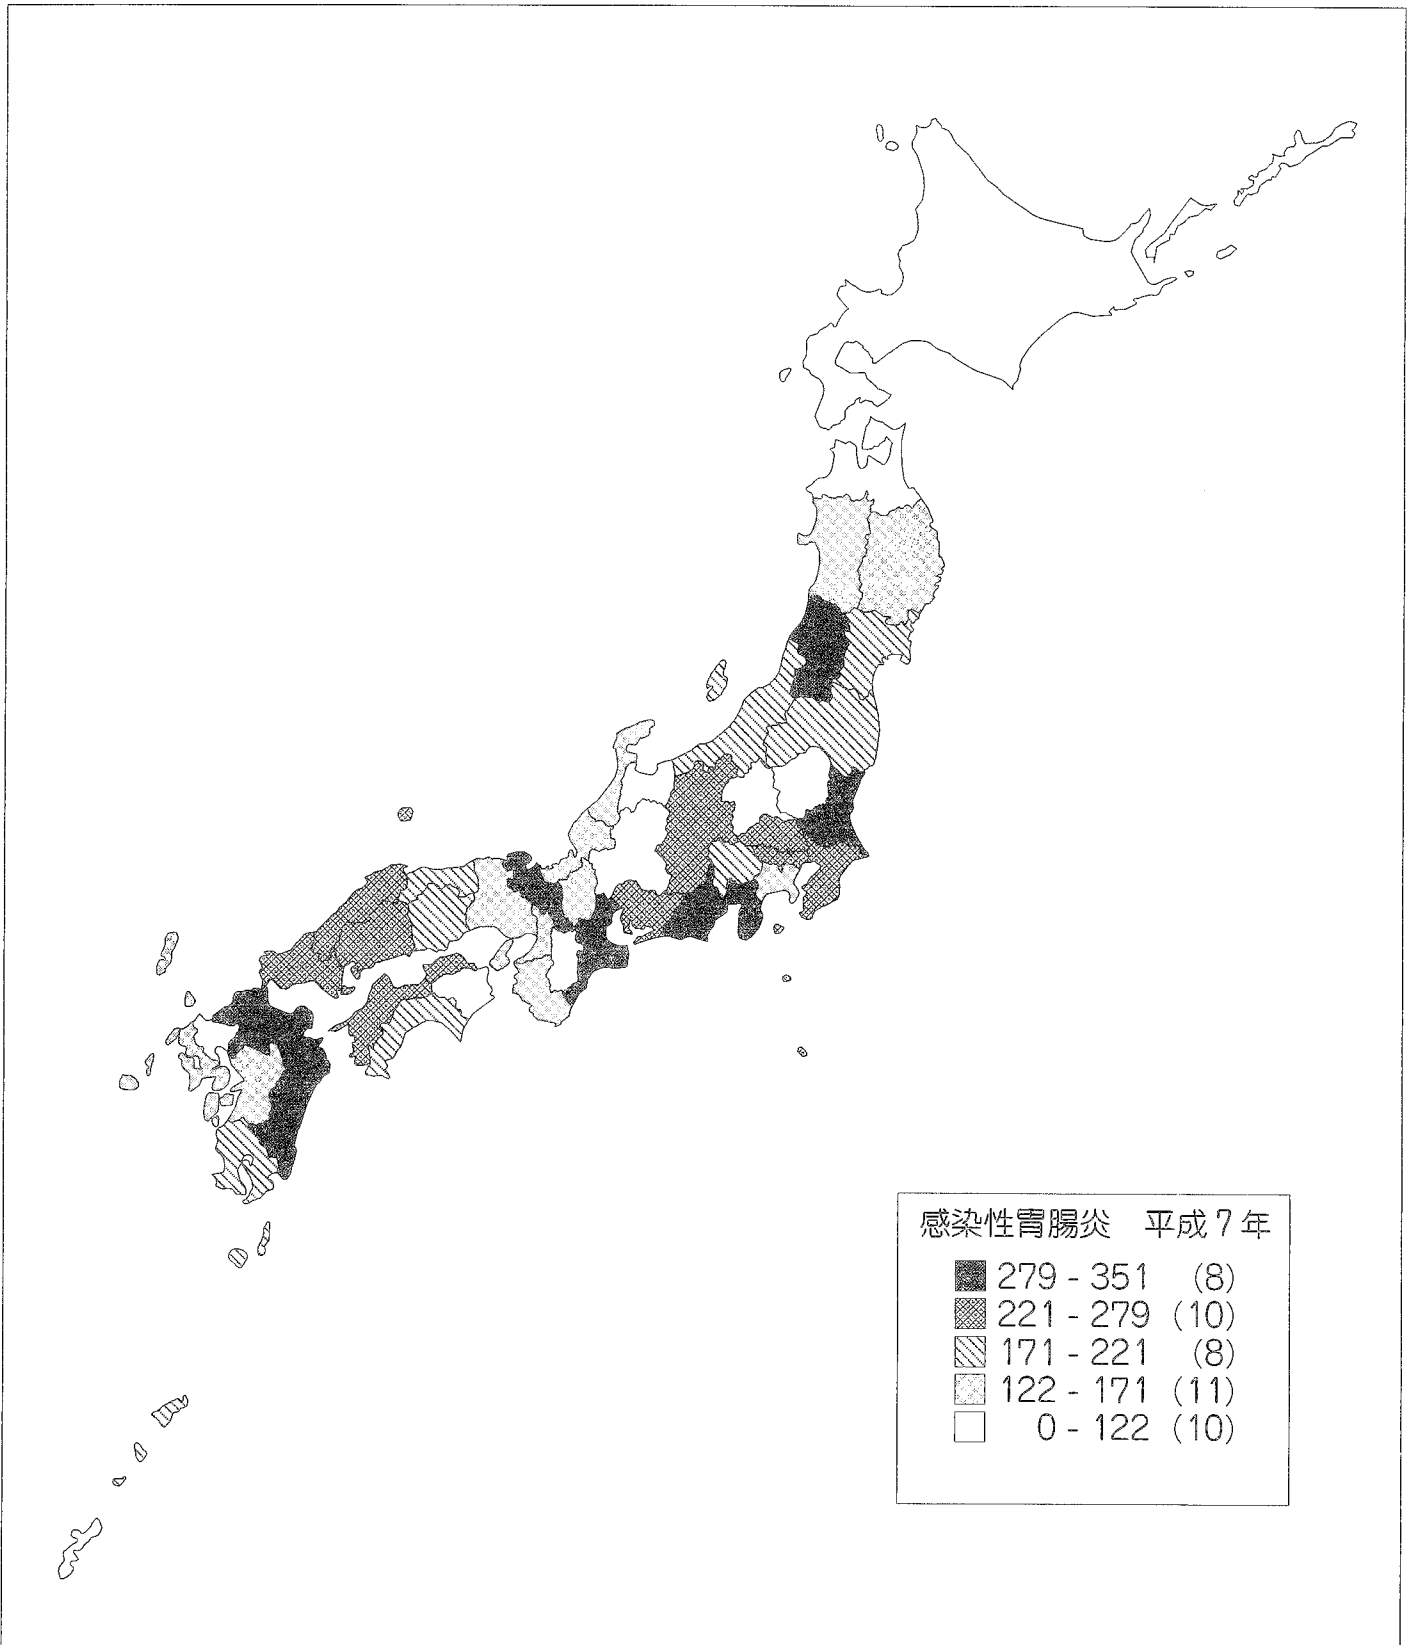 感染性胃腸炎　平成7年
279 - 351 (8)
221 - 279 (10)
171 - 221 (8)
122 - 171 (11)
0 - 122 (10)